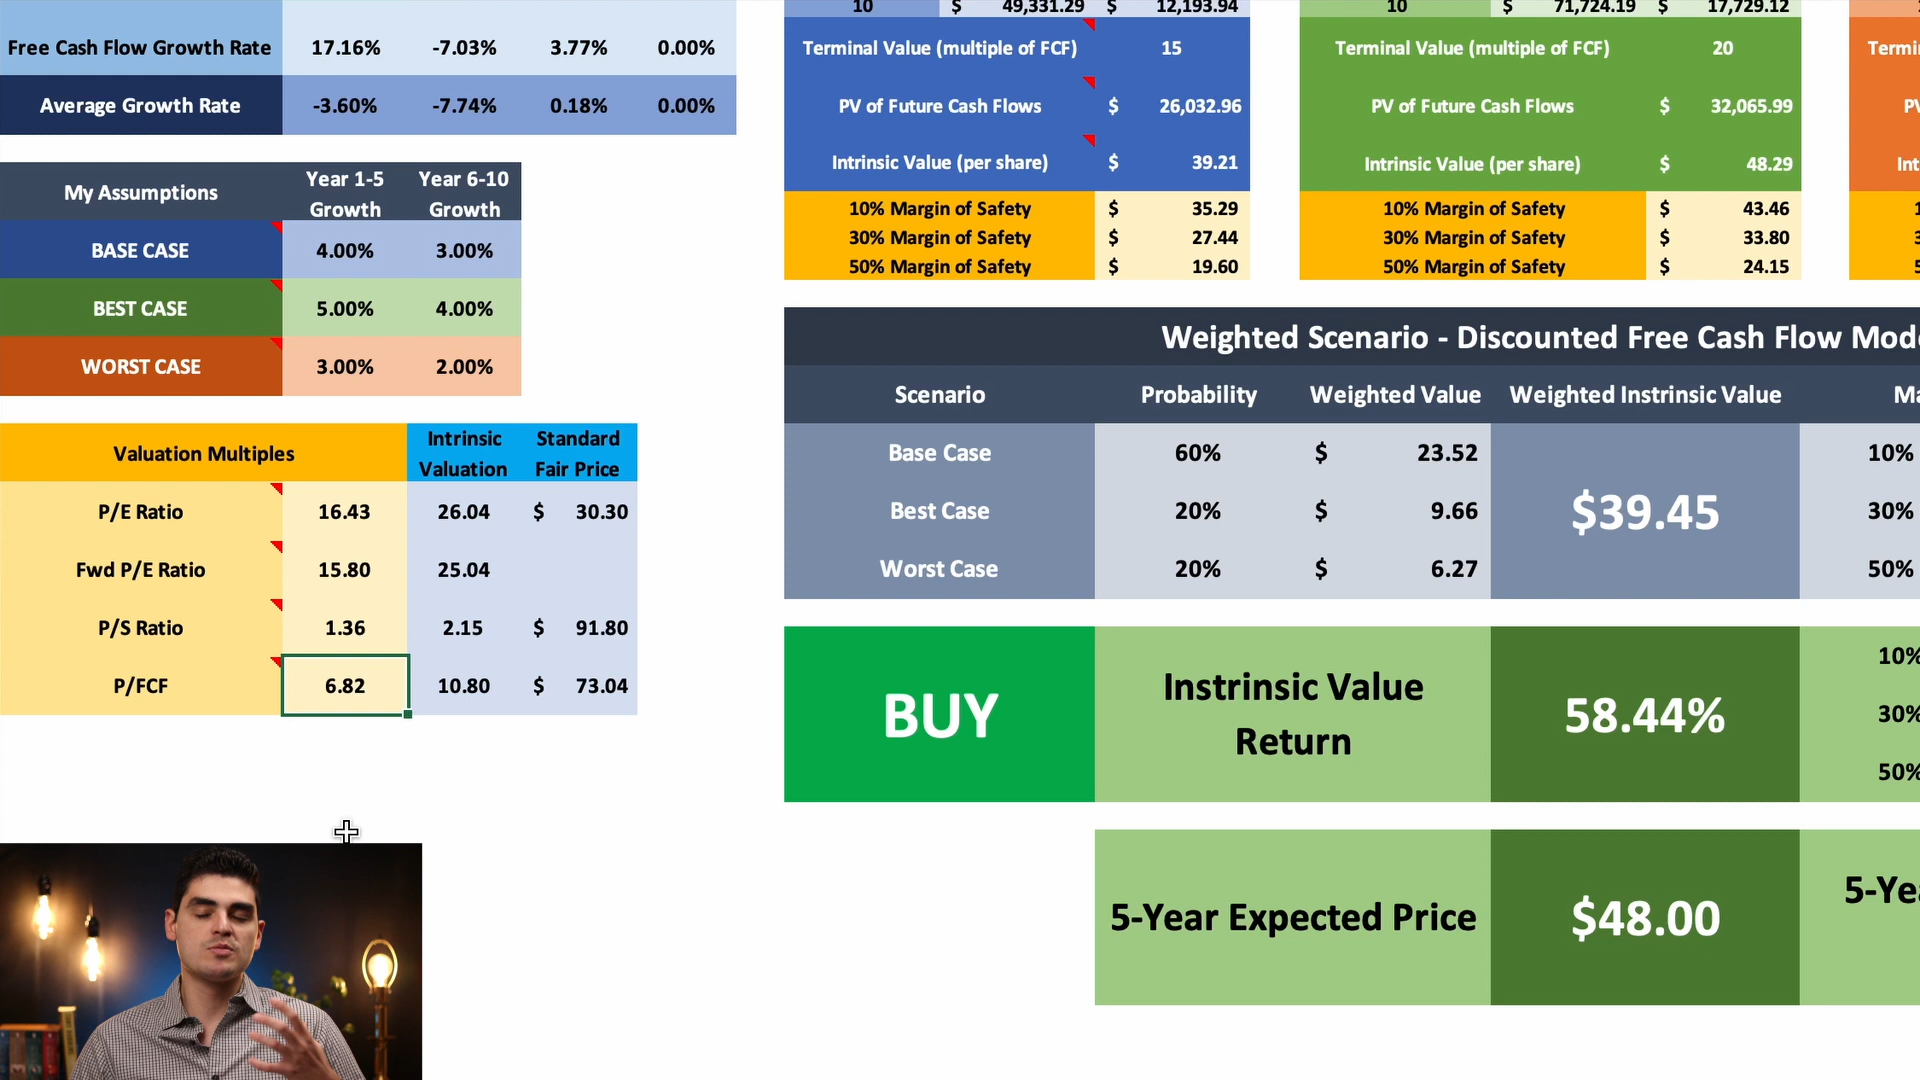 Free Cash Flow Growth Rate 17.16% -7.03% 3.77% 0.00%
Average Growth Rate -3.60% -7.74% 0.18% 0.00%
My Assumptions Year 1-5 Growth Year 6-10 Growth
BASE CASE 4.00% 3.00%
BEST CASE 5.00% 4.00%
WORST CASE 3.00% 2.00%
Valuation Multiples Intrinsic Valuation Standard Fair Price
P/E Ratio 16.43 26.04 $ 30.30
Fwd P/E Ratio 15.80 25.04
P/S Ratio 1.36 2.15 $ 91.80
P/FCF 6.82 10.80 $ 73.04
10 $ 49,331.29 $ 12,193.94
Terminal Value (multiple of FCF) 15
PV of Future Cash Flows $ 26,032.96
Intrinsic Value (per share) $ 39.21
10% Margin of Safety $ 35.29
30% Margin of Safety $ 27.44
50% Margin of Safety $ 19.60
10 $ 71,724.19 $ 17,729.12
Terminal Value (multiple of FCF) 20
PV of Future Cash Flows $ 32,065.99
Intrinsic Value (per share) $ 48.29
10% Margin of Safety $ 43.46
30% Margin of Safety $ 33.80
50% Margin of Safety $ 24.15
Weighted Scenario - Discounted Free Cash Flow Mod
Scenario Probability Weighted Value Weighted Instrinsic Value
Base Case 60% $ 23.52 10%
Best Case 20% $ 9.66 $39.45 30%
Worst Case 20% $ 6.27 50%
BUY Instrinsic Value Return 58.44%
10%
30%
50%
5-Year Expected Price $48.00 5-Ye